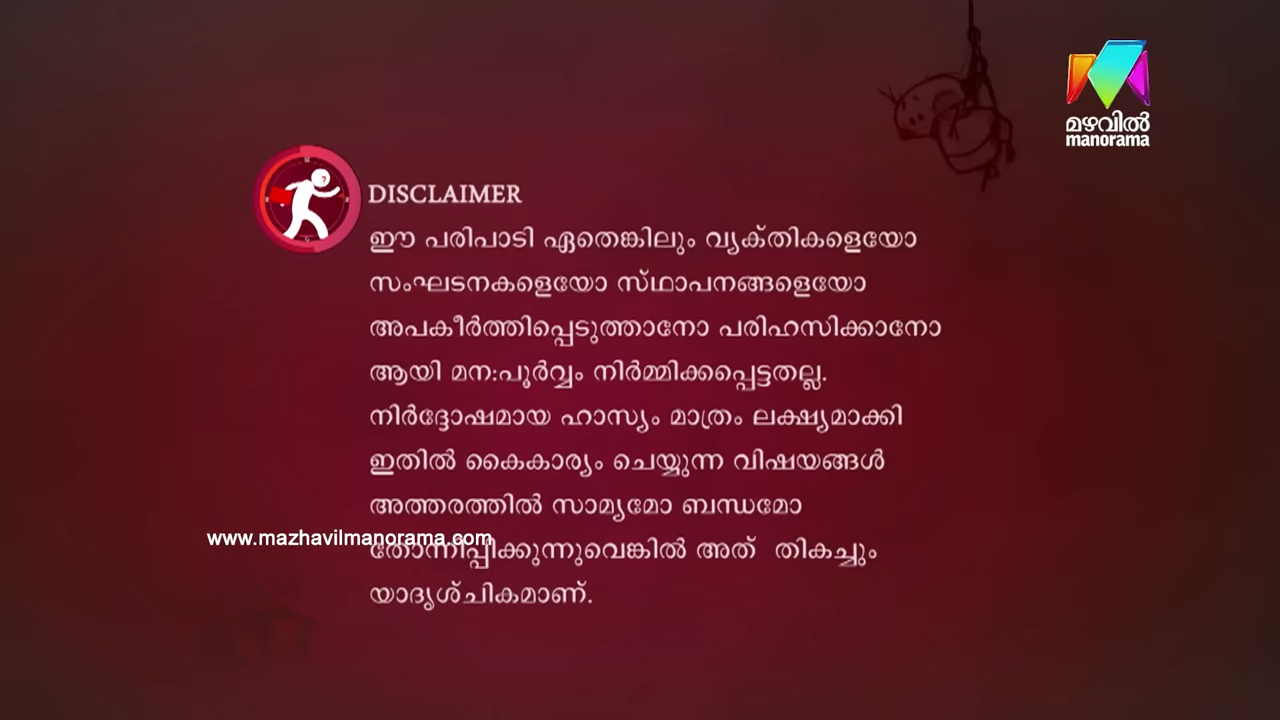 മഴവിൽ
manorama
DISCLAIMER
ഈ പരിപാടി ഏതെങ്കിലും വ്യക്തികളെയോ
സംഘടനകളെയോ സ്ഥാപനങ്ങളെയോ
അപകീർത്തിപ്പെടുത്താനോ പരിഹസിക്കാനോ
ആയി മന:പൂർവ്വം നിർമ്മിക്കപ്പെട്ടതല്ല.
നിർദ്ദോഷമായ ഹാസ്യം മാത്രം ലക്ഷ്യമാക്കി
ഇതിൽ കൈകാര്യം ചെയ്യുന്ന വിഷയങ്ങൾ
അത്തരത്തിൽ സാമ്യമോ ബന്ധമോ
www.mazhavilmanorama.com
തോന്നിപ്പിക്കുന്നുവെങ്കിൽ അത് തികച്ചും
യാദൃശ്ചികമാണ്.